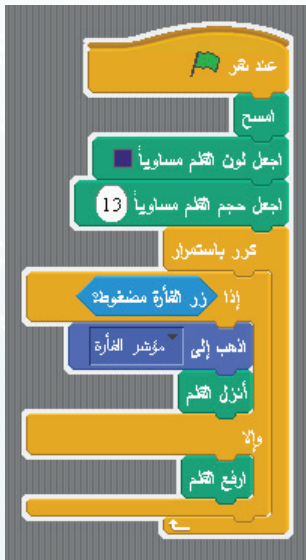 عند نقر
امسح
اجعل لون القلم مساوياً
اجعل حجم القلم مساوياً 13
كرر باستمرار
إذا زر الفأرة مضغوط؟
اذهب إلى مؤشر الفأرة
أنزل القلم
وإلا
ارفع القلم